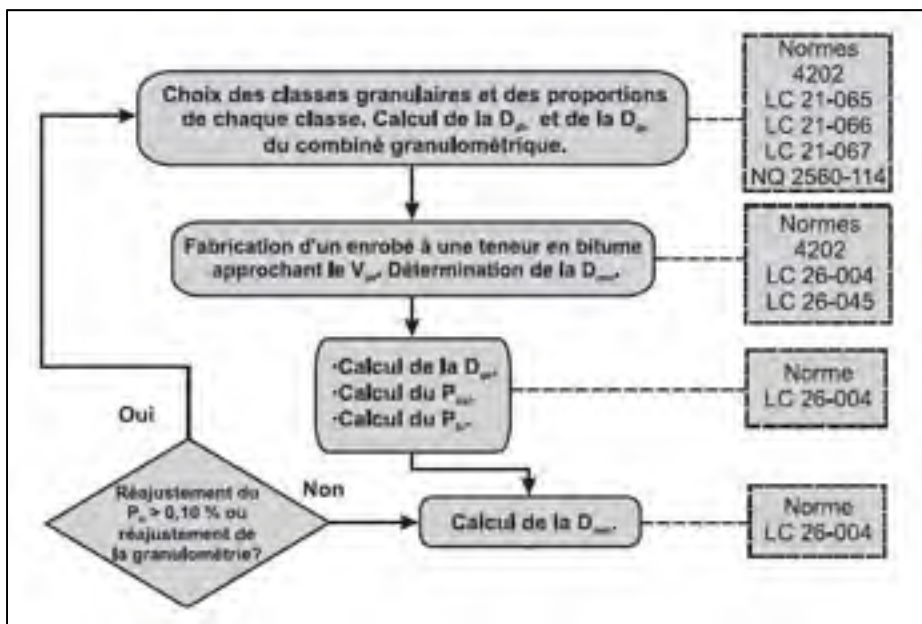 Choix des classes granulaires et des proportions
de chaque classe. Calcul de la D et de la D
du combiné granulométrique.
Normes
4202
LC 21-065
LC 21-066
LC 21-067
NQ 2560-114
Fabrication d'un enrobé à une teneur en bitume
approchant le V Détermination de la D
Normes
4202
LC 26-004
LC 26-045
·Calcul de la D
·Calcul du P
·Calcul du P
Norme
LC 26-004
Oui
Réajustement du
P > 0,10 % ou
réajustement de
la granulométrie?
Non
Calcul de la D
Norme
LC 26-004